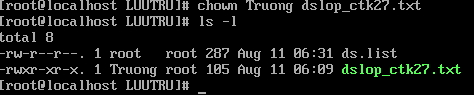 [root@localhost LUUTRU]# chown Truong dslop_ctk27.txt
[root@localhost LUUTRU]# ls -l
total 8
-rw-r--r--. 1 root   root 287 Aug 11 06:31 ds.list
-rwxr-xr-x. 1 Truong root 105 Aug 11 06:09 dslop_ctk27.txt
[root@localhost LUUTRU]# _